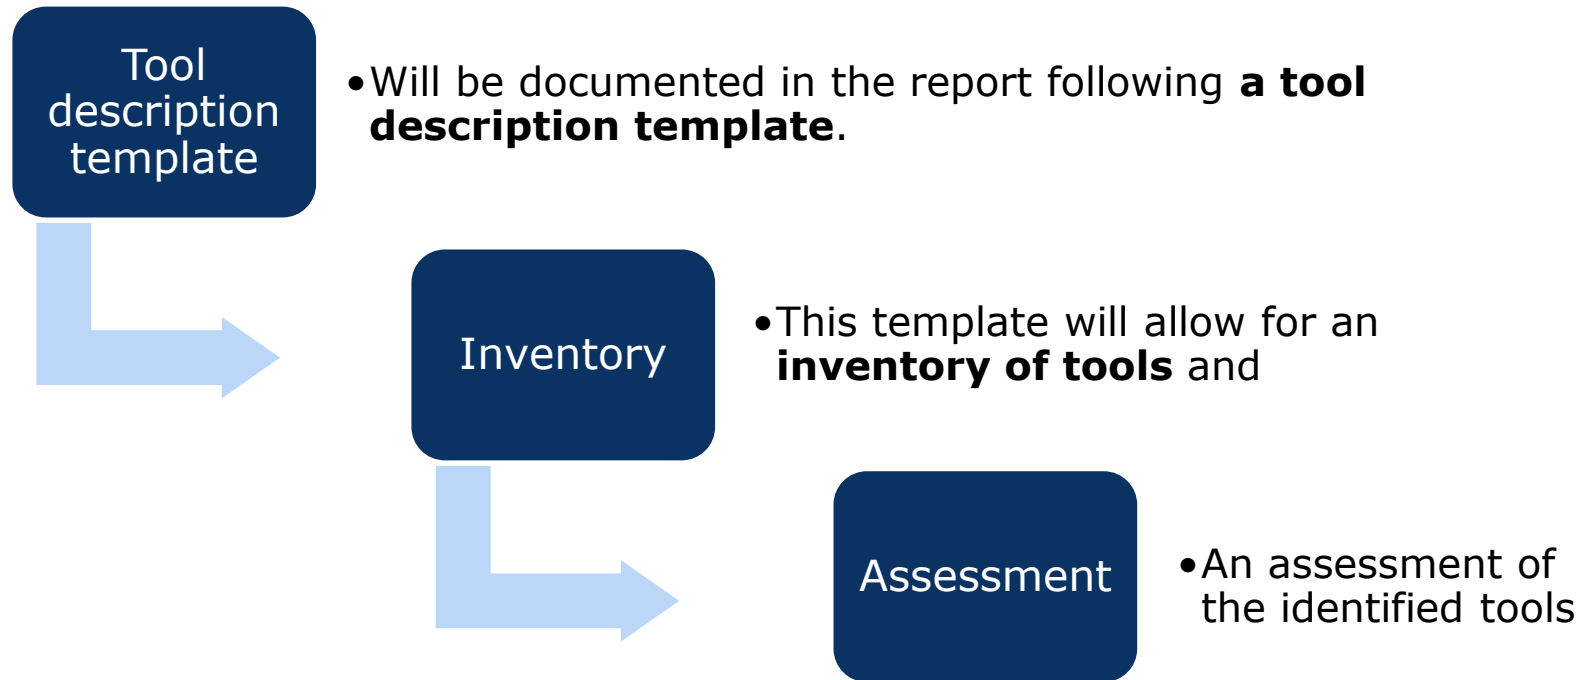 Tool
description
template
•Will be documented in the report following a tool
description template.
Inventory
•This template will allow for an
inventory of tools and
Assessment
•An assessment of
the identified tools